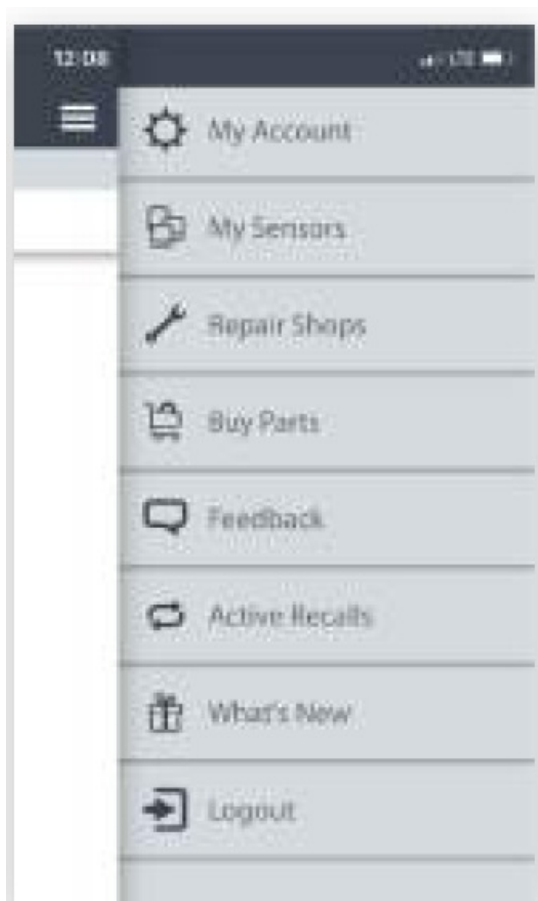 12:08
LTE
My Account
My Sensors
Repair Shops
Buy Parts
Feedback
Active Recalls
What's New
Logout